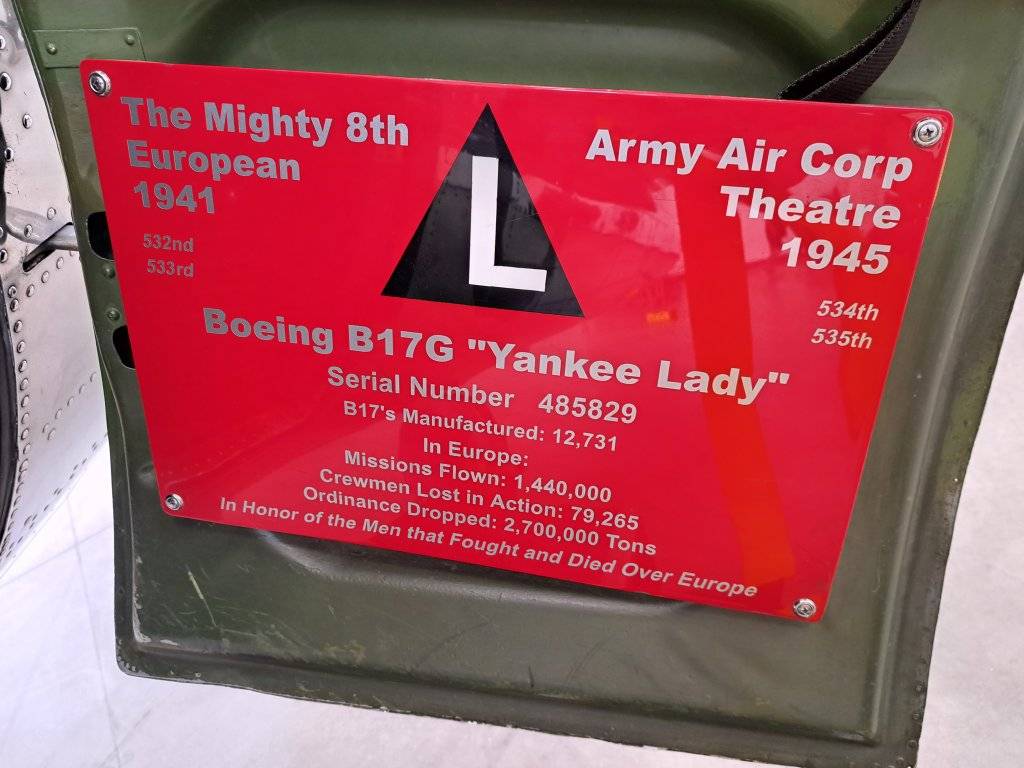 The Mighty 8th Army Air Corp
European Theatre
1941 1945
L
532nd 534th
533rd 535th
Boeing B17G "Yankee Lady"
Serial Number 485829
B17's Manufactured: 12,731
In Europe:
Missions Flown: 1,440,000
Crewmen Lost in Action: 79,265
Ordinance Dropped: 2,700,000 Tons
In Honor of the Men that Fought and Died Over Europe